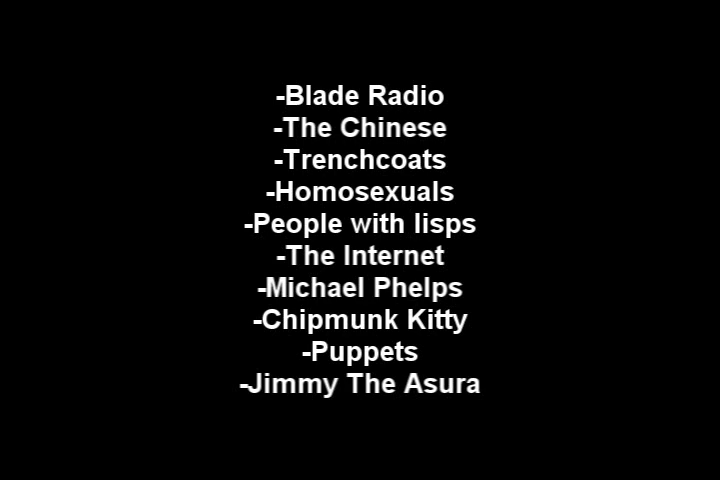 -Blade Radio
-The Chinese
-Trenchcoats
-Homosexuals
-People with lisps
-The Internet
-Michael Phelps
-Chipmunk Kitty
-Puppets
-Jimmy The Asura